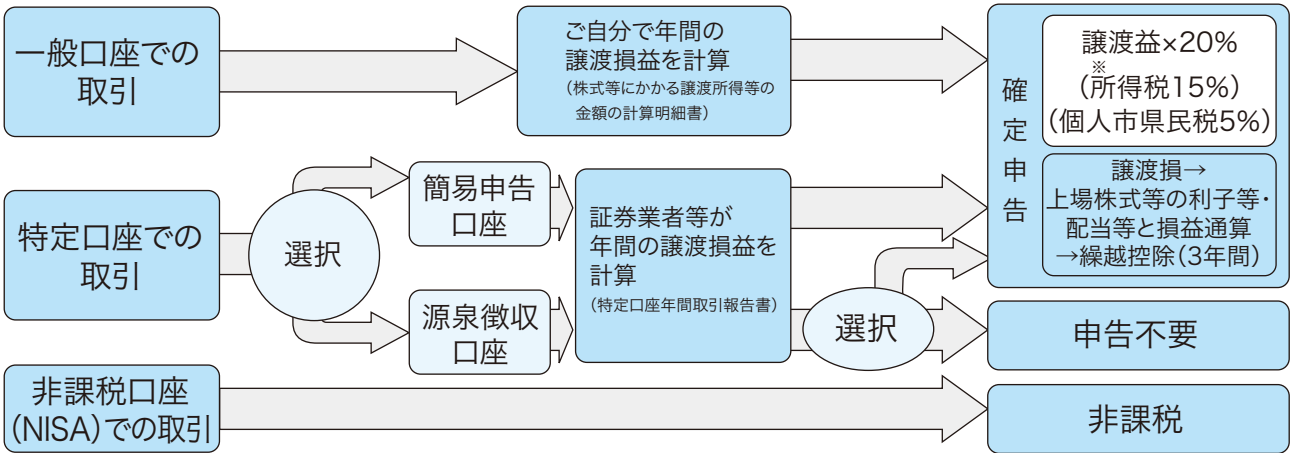 一般口座での
取引
ご自分で年間の
譲渡損益を計算
(株式等にかかる譲渡所得等の
金額の計算明細書)
確定申告
譲渡益×20%
※
(所得税15%)
(個人市県民税5%)
譲渡損→
上場株式等の利子等・
配当等と損益通算
→繰越控除(3年間)
特定口座での
取引
選択
簡易申告
口座
源泉徴収
口座
証券業者等が
年間の譲渡損益を
計算
(特定口座年間取引報告書)
選択
申告不要
非課税口座
(NISA)での取引
非課税